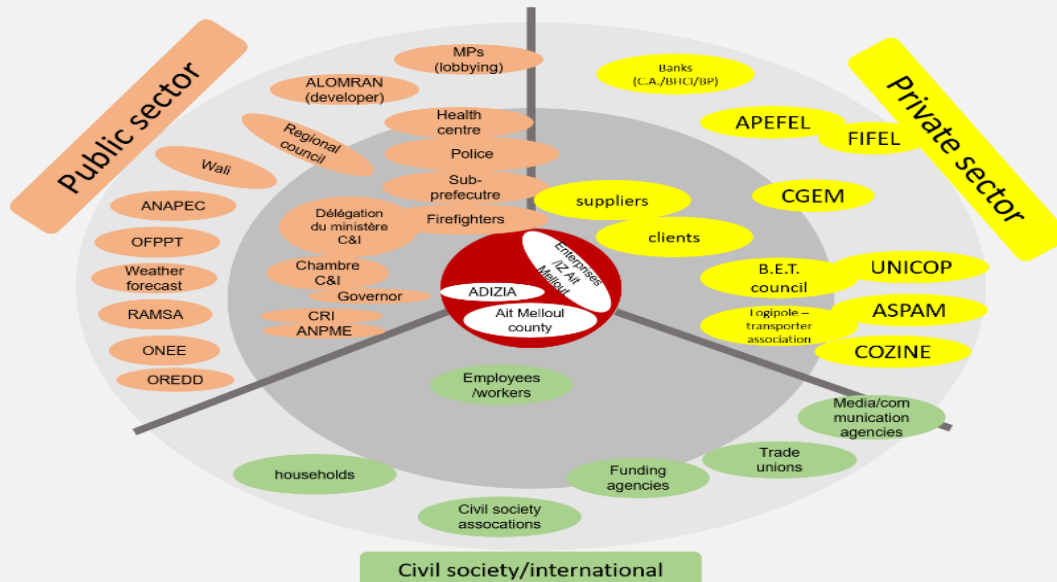 Public sector
MPs
(lobbying)
ALOMRAN
(developer)
Regional
council
Wali
Health
centre
Police
Sub-
prefecutre
Firefighters
ANAPEC
OFPPT
Weather
forecast
RAMSA
ONEE
OREDD
Délégation
du ministère
C&I
Chambre
C&I
Governor
CRI
ANPME
Private sector
Banks
(C.A./BHCI/BP)
APEFEL
FIFEL
CGEM
suppliers
clients
B.E.T.
council
UNICOP
Logipole –
transporter
association
ASPAM
COZINE
Enterprises
/IZ Ait
Mellout
ADIZIA
Ait Melloul
county
Employees
/workers
Media/com
munication
agencies
Trade
unions
Funding
agencies
households
Civil society
assocations
Civil society/international